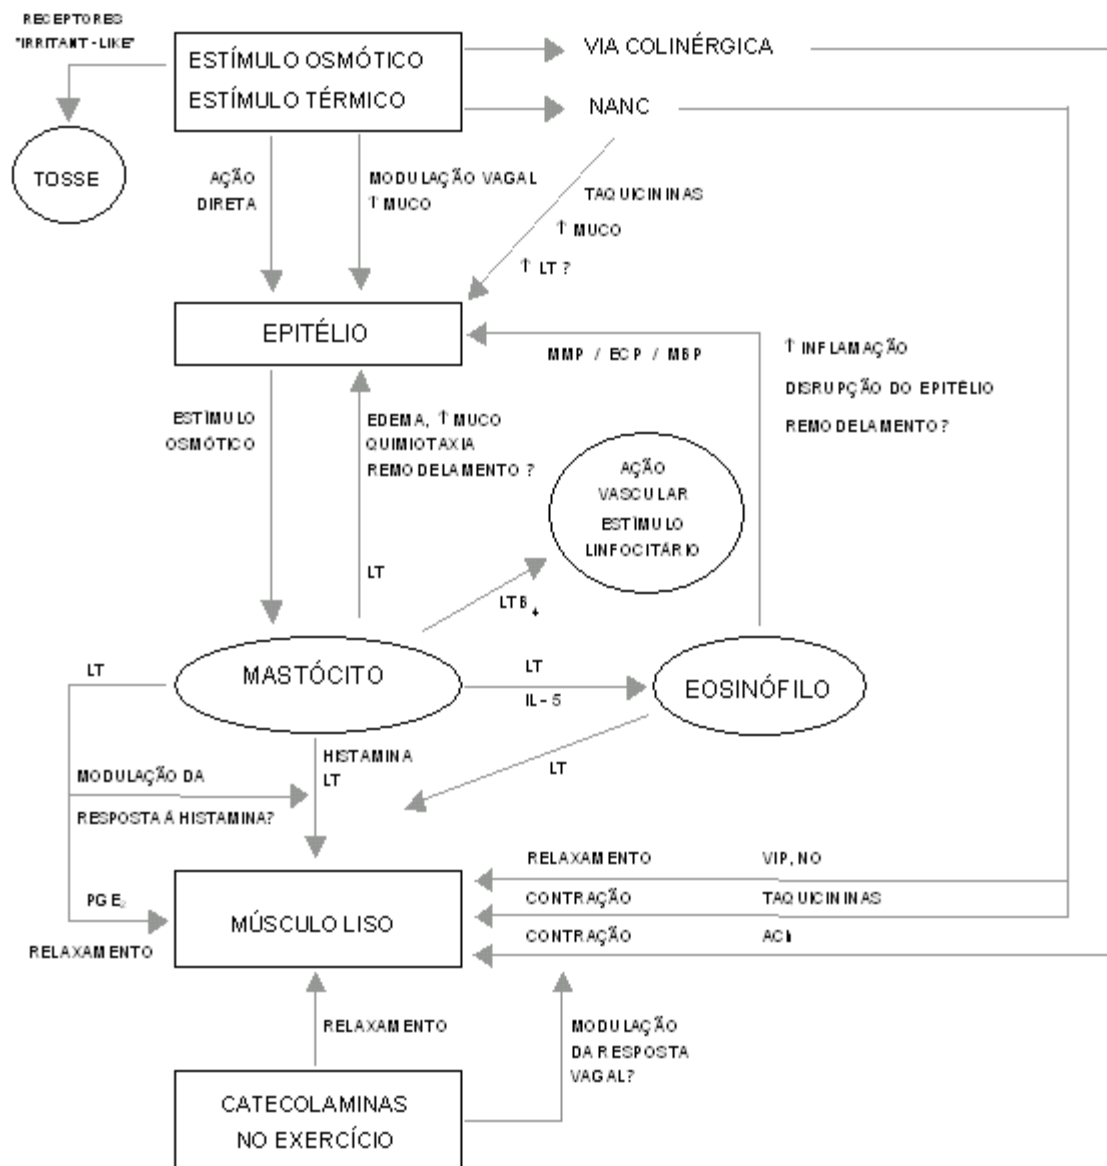 RECEPTORES
"IRRITANT-LIKE"
ESTÍMULO OSMÓTICO
ESTÍMULO TÉRMICO
VIA COLINÉRGICA
NANC
TOSSE
AÇÃO
DIRETA
MODULAÇÃO VAGAL
↑ MUCO
TAQUICININAS
↑ MUCO
↑ LT ?
EPITÉLIO
MMP / ECP / MBP
↑ INFLAMAÇÃO
DISRUPÇÃO DO EPITÉLIO
REMODELAMENTO?
ESTÍMULO
OSMÓTICO
EDEMA, ↑ MUCO
QUIMIOTAXIA
REMODELAMENTO ?
AÇÃO
VASCULAR
ESTÍMULO
LINFOCITÁRIO
LT
LTB4
LT
MASTÓCITO
LT
IL-5
EOSINÓFILO
HISTAMINA
LT
LT
MODULAÇÃO DA
RESPOSTA À HISTAMINA?
RELAXAMENTO VIP, NO
CONTRAÇÃO TAQUICININAS
CONTRAÇÃO ACh
PGE2
MÚSCULO LISO
RELAXAMENTO
RELAXAMENTO
MODULAÇÃO
DA RESPOSTA
VAGAL?
CATECOLAMINAS
NO EXERCÍCIO